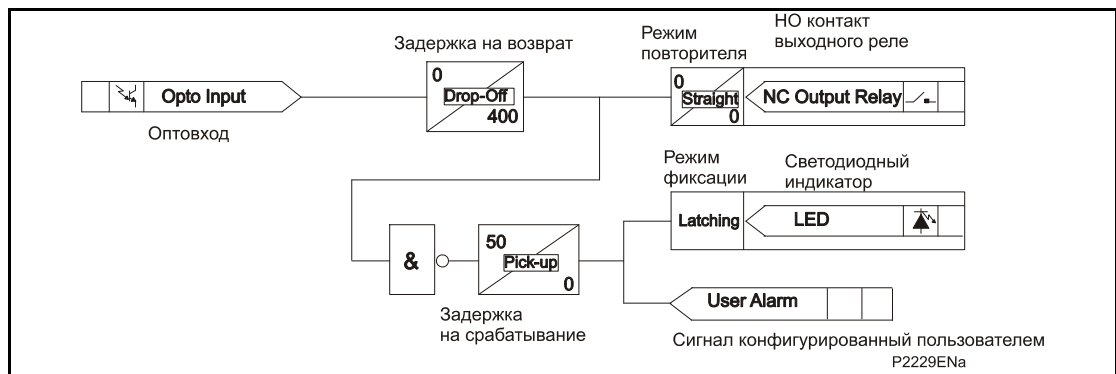 НО контакт
выходного реле
Режим
повторителя
Задержка на возврат
0
Drop-Off
400
0
Straight
0
NC Output Relay
Opto Input
Оптовход
Режим
фиксации
Светодиодный
индикатор
Latching
LED
&
50
Pick-up
0
User Alarm
Задержка
на срабатывание
Сигнал конфигурированный пользователем
P2229ENa